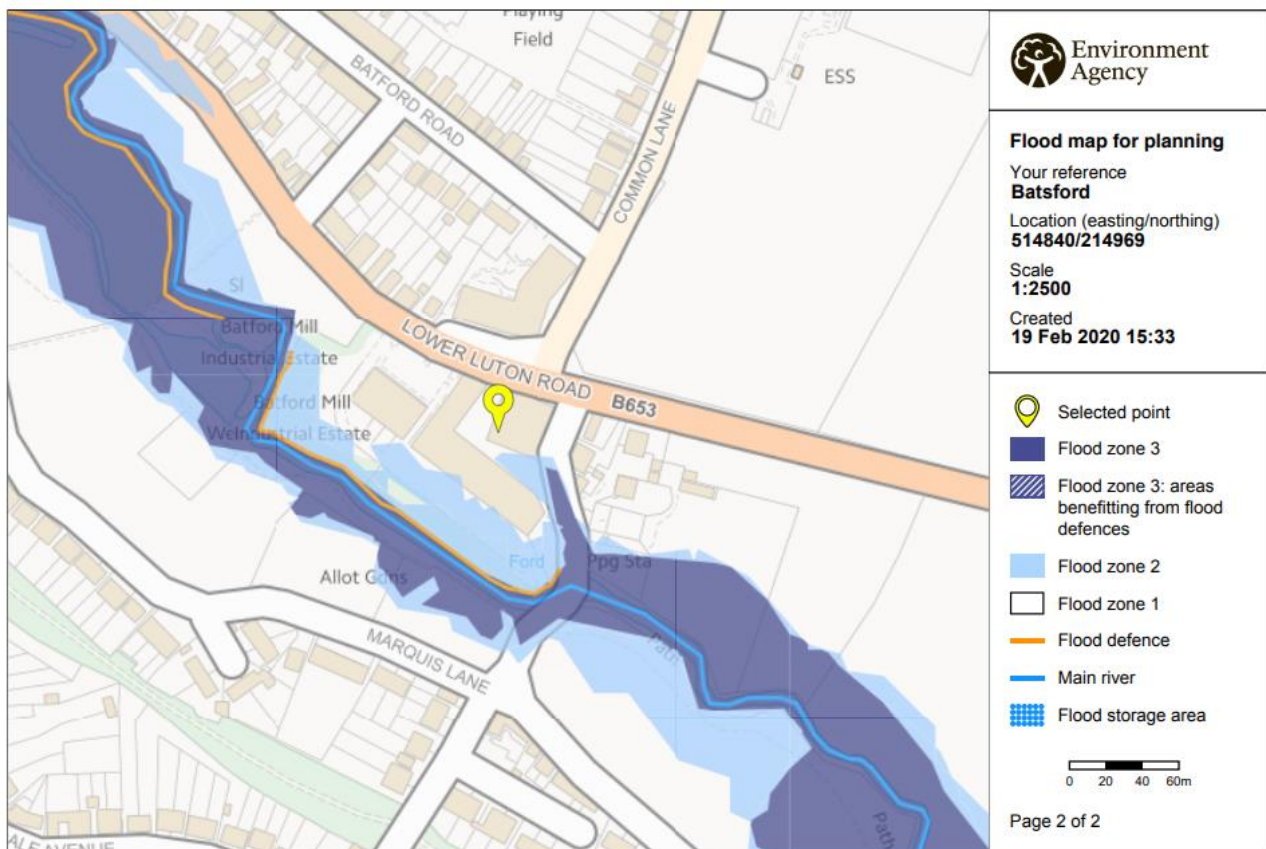 Playing
Field
ESS
BATFORD ROAD
COMMON LANE
SI
Batford Mill
Industrial Estate
Batford Mill
Industrial Estate
LOWER LUTON ROAD B653
Ford
Ppg Sta
Allot Gdns
MARQUIS LANE
Path
Path
ALE AVENUE
Environment
Agency
Flood map for planning
Your reference
Batsford
Location (easting/northing)
514840/214969
Scale
1:2500
Created
19 Feb 2020 15:33
Selected point
Flood zone 3
Flood zone 3: areas
benefitting from flood
defences
Flood zone 2
Flood zone 1
Flood defence
Main river
Flood storage area
0 20 40 60m
Page 2 of 2